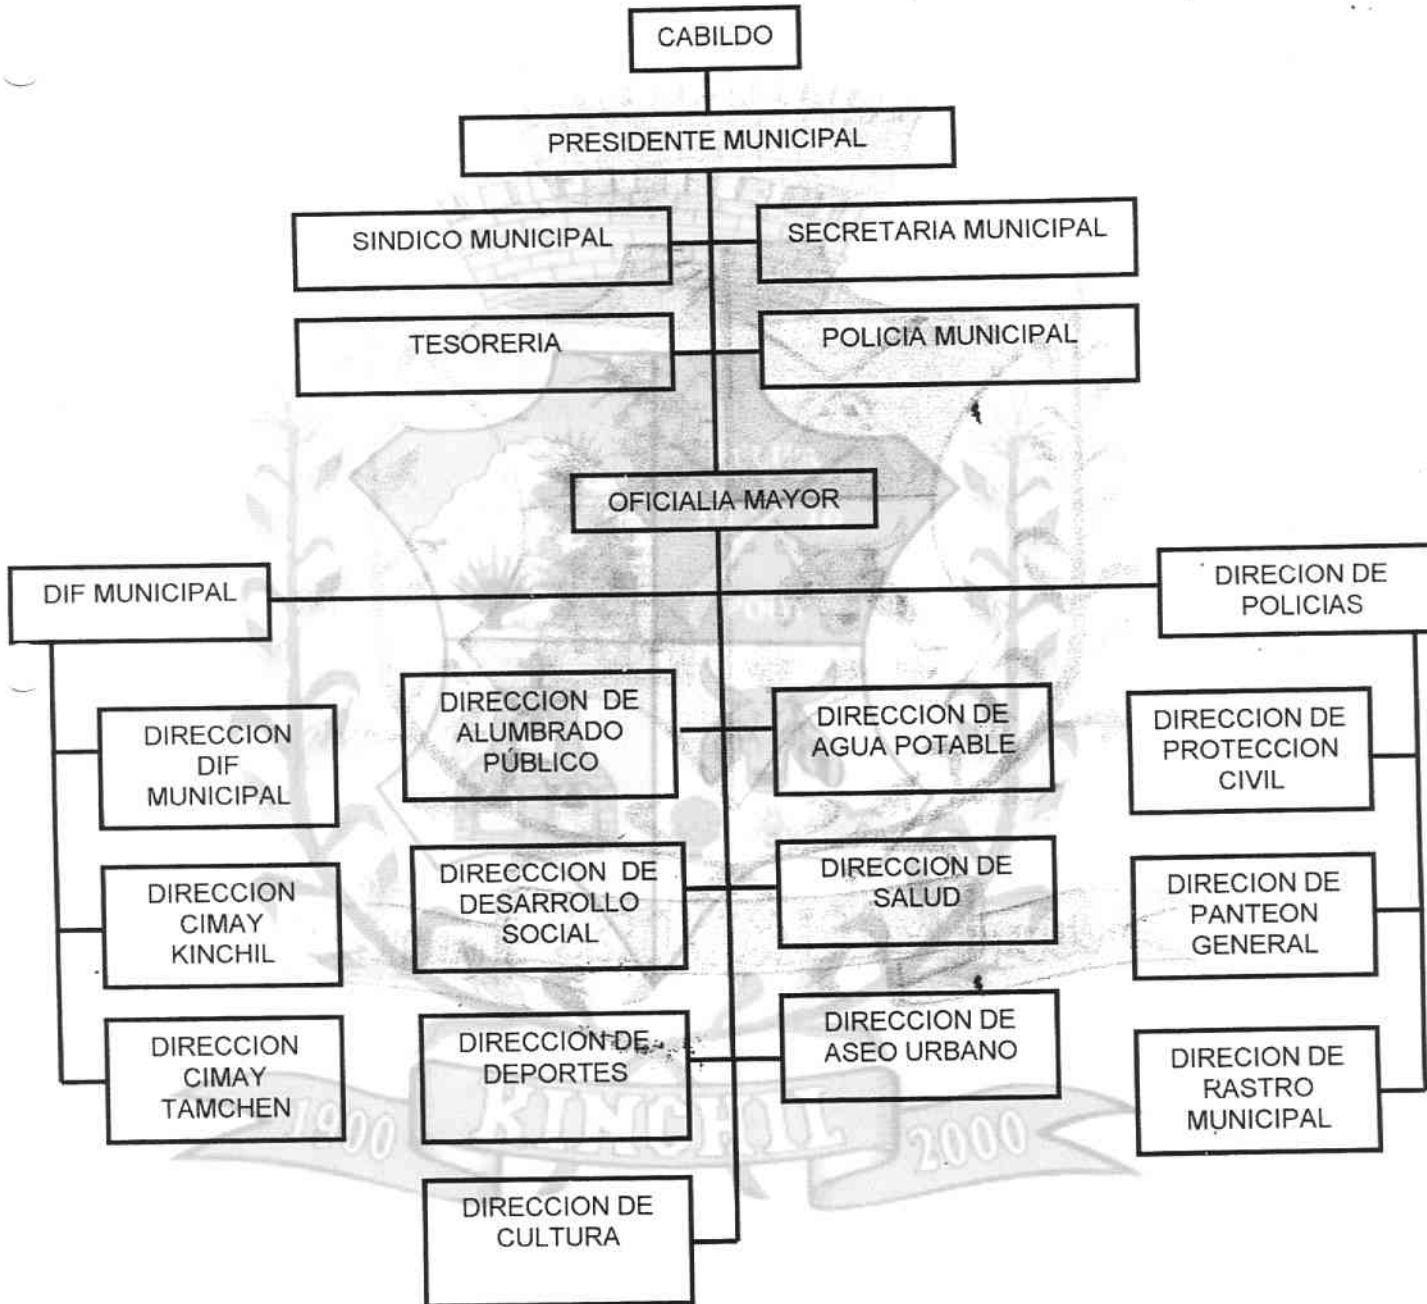 CABILDO
PRESIDENTE MUNICIPAL
SINDICO MUNICIPAL
SECRETARIA MUNICIPAL
TESORERIA
POLICIA MUNICIPAL
OFICIALIA MAYOR
DIF MUNICIPAL
DIRECION DE
POLICIAS
DIRECCION
DIF
MUNICIPAL
DIRECCION DE
ALUMBRADO
PÚBLICO
DIRECCION DE
AGUA POTABLE
DIRECCION DE
PROTECCION
CIVIL
DIRECCION
CIMAY
KINCHIL
DIRECCCION DE
DESARROLLO
SOCIAL
DIRECCION DE
SALUD
DIRECION DE
PANTEON
GENERAL
DIRECCION
CIMAY
TAMCHEN
DIRECCION DE
DEPORTES
DIRECCION DE
ASEO URBANO
DIRECION DE
RASTRO
MUNICIPAL
1900
KINCHIL
2000
DIRECCION DE
CULTURA